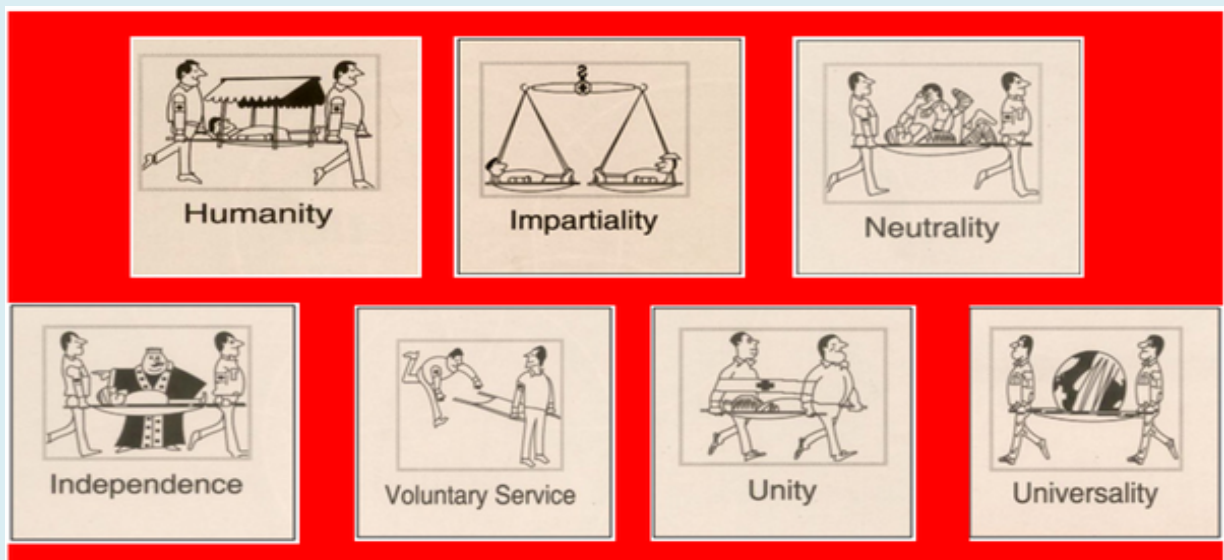 Humanity
Impartiality
Neutrality
Independence
Voluntary Service
Unity
Universality